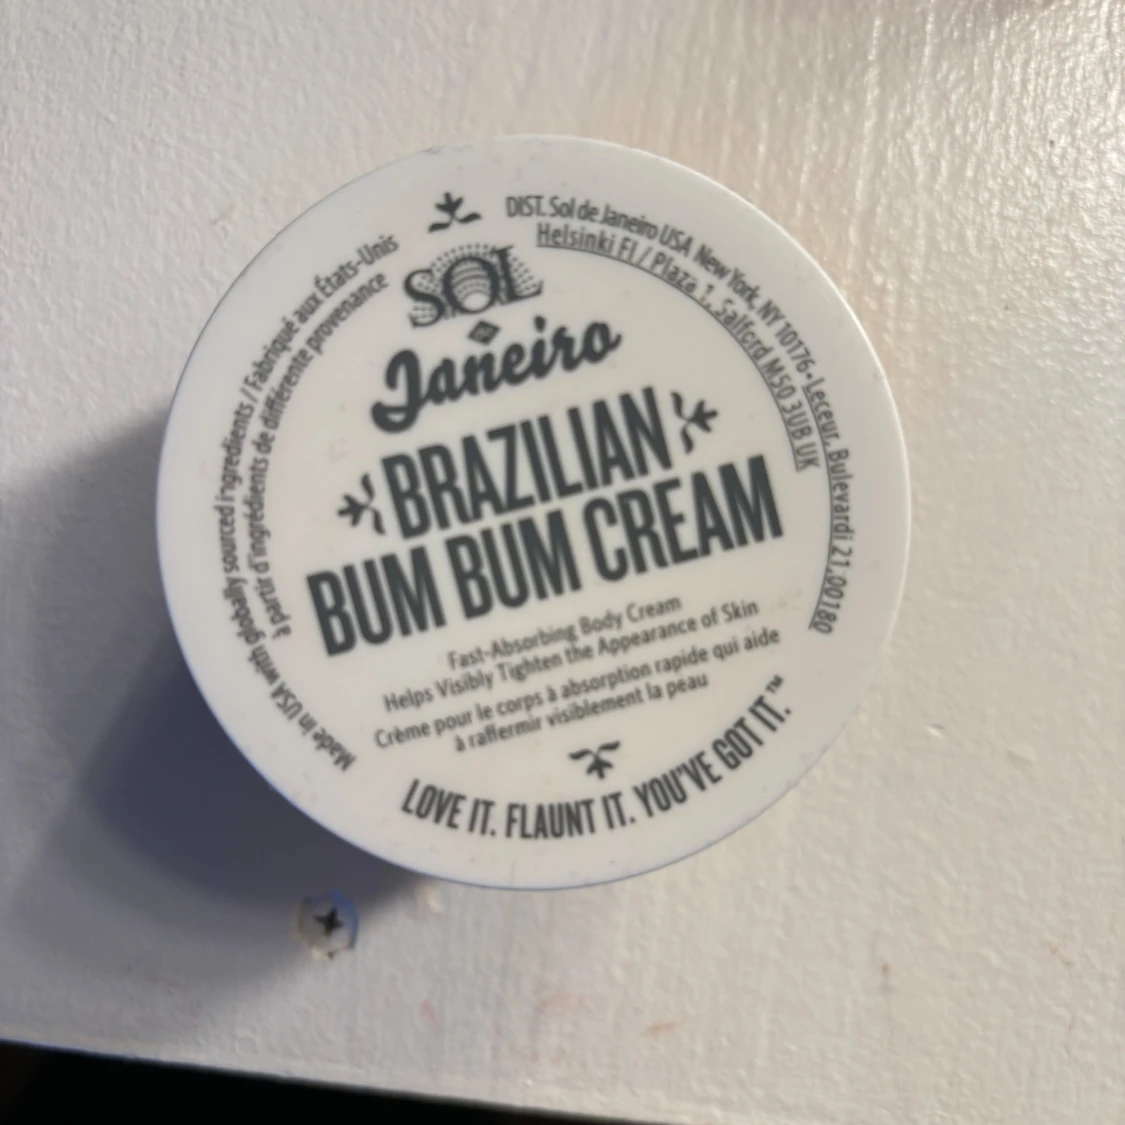 SOL
DE
Janeiro
BRAZILIAN
BUM BUM CREAM
Fast-Absorbing Body Cream
Helps Visibly Tighten the Appearance of Skin
Crème pour le corps à absorption rapide qui aide
à raffermir visiblement la peau
LOVE IT. FLAUNT IT. YOU'VE GOT IT.™
Made in USA with globally sourced ingredients / Fabriqué aux États-Unis
à partir d'ingrédients de différente provenance
DIST. Sol de Janeiro USA New York, NY 10176 • Leceur, Bulevardi 21,00180
Helsinki FI / Plaza 1, Salford M50 3UB UK